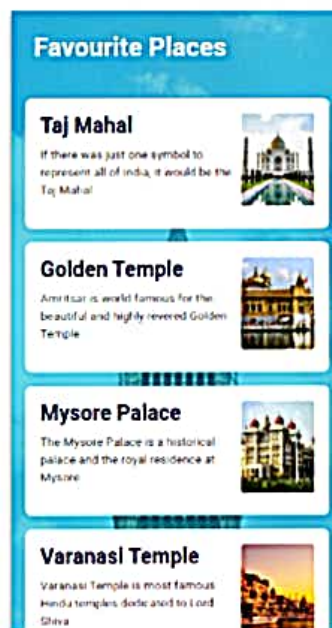 Favourite Places
Taj Mahal
If there was just one symbol to
represent all of India, it would be the
Taj Mahal
Golden Temple
Amritsar is world famous for the
beautiful and highly revered Golden
Temple
Mysore Palace
The Mysore Palace is a historical
palace and the royal residence at
Mysore
Varanasi Temple
Varanasi Temple is most famous
Hindu temples dedicated to Lord
Shiva